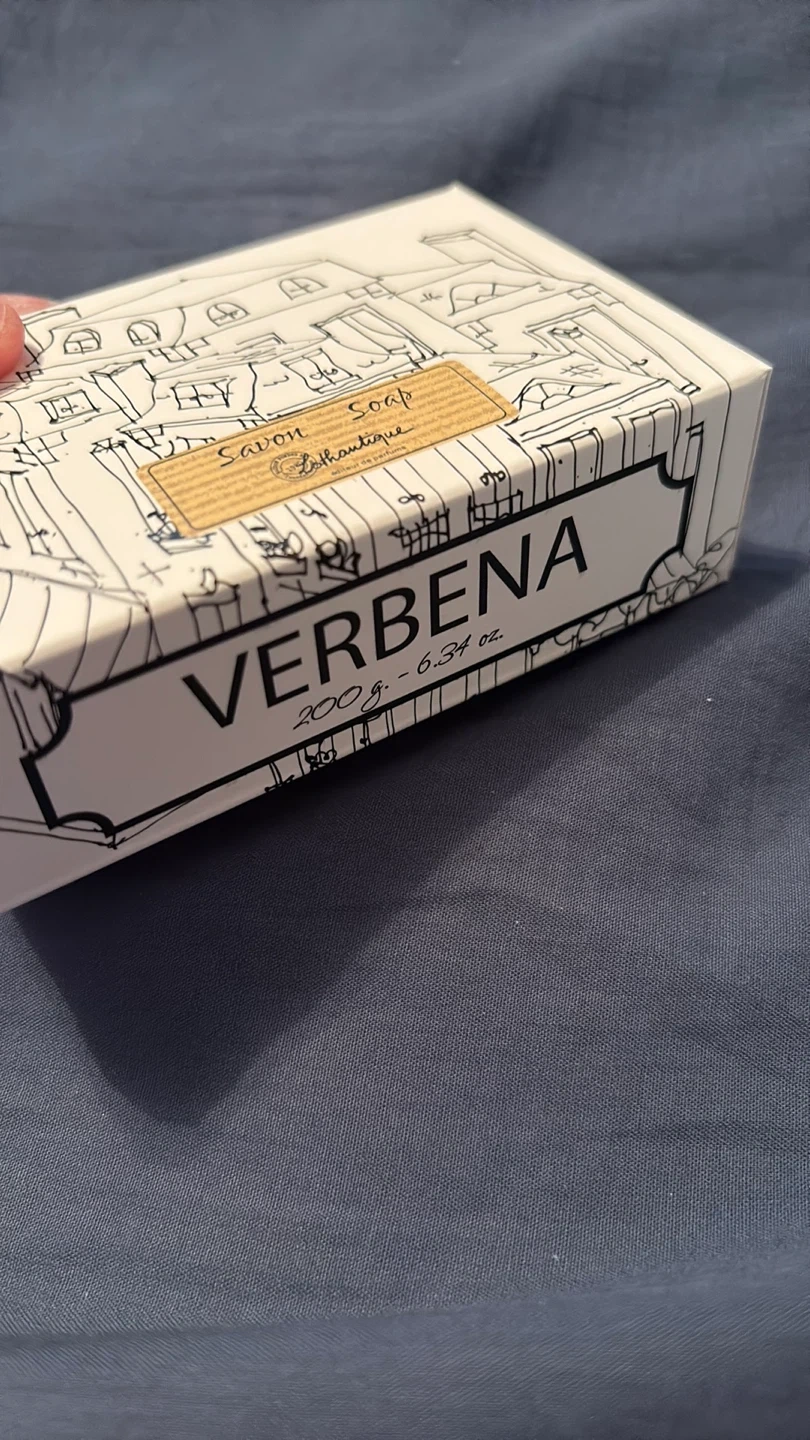 Savon Soap
Lothantique
VERBENA
200 g. - 6.34 oz.